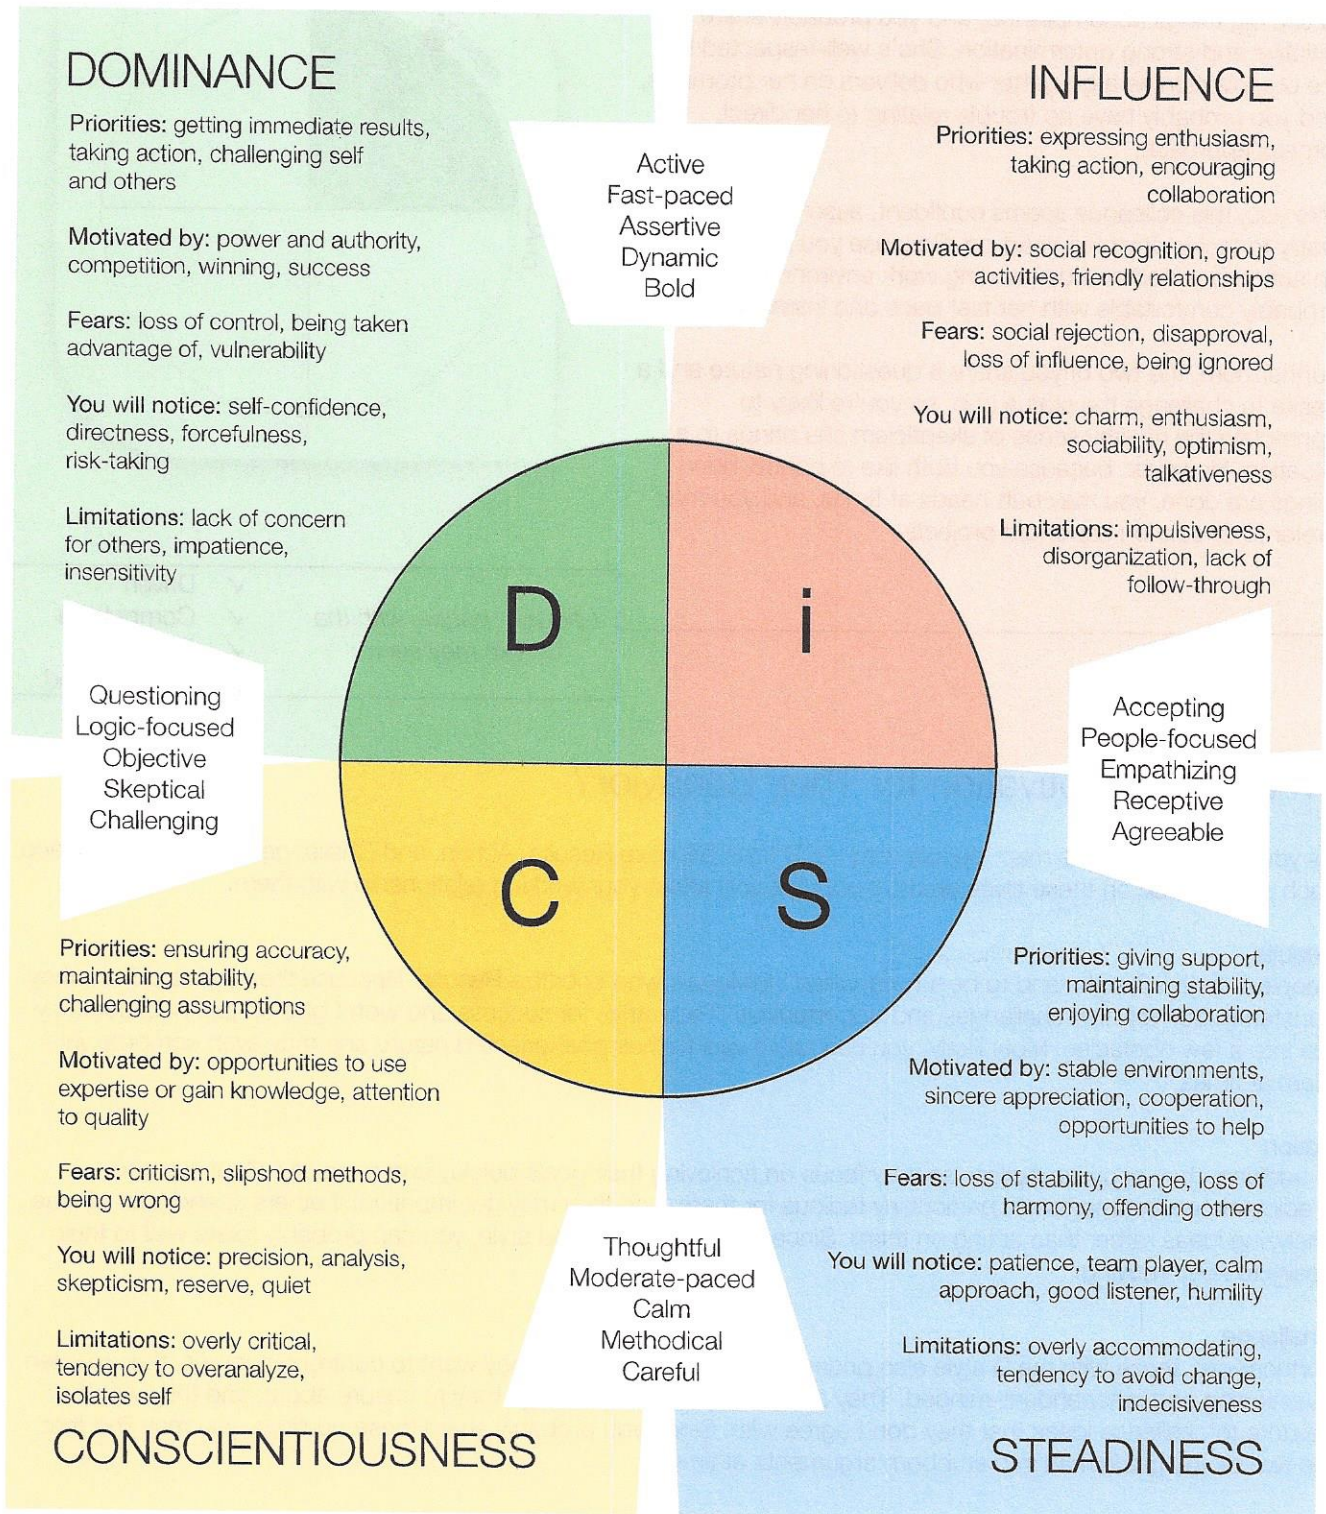 DOMINANCE
Priorities: getting immediate results,
taking action, challenging self
and others
Motivated by: power and authority,
competition, winning, success
Fears: loss of control, being taken
advantage of, vulnerability
You will notice: self-confidence,
directness, forcefulness,
risk-taking
Limitations: lack of concern
for others, impatience,
insensitivity
Active
Fast-paced
Assertive
Dynamic
Bold
INFLUENCE
Priorities: expressing enthusiasm,
taking action, encouraging
collaboration
Motivated by: social recognition, group
activities, friendly relationships
Fears: social rejection, disapproval,
loss of influence, being ignored
You will notice: charm, enthusiasm,
sociability, optimism,
talkativeness
Limitations: impulsiveness,
disorganization, lack of
follow-through
D
i
Questioning
Logic-focused
Objective
Skeptical
Challenging
Accepting
People-focused
Empathizing
Receptive
Agreeable
C
S
Priorities: ensuring accuracy,
maintaining stability,
challenging assumptions
Motivated by: opportunities to use
expertise or gain knowledge, attention
to quality
Fears: criticism, slipshod methods,
being wrong
You will notice: precision, analysis,
skepticism, reserve, quiet
Limitations: overly critical,
tendency to overanalyze,
isolates self
CONSCIENTIOUSNESS
Thoughtful
Moderate-paced
Calm
Methodical
Careful
Priorities: giving support,
maintaining stability,
enjoying collaboration
Motivated by: stable environments,
sincere appreciation, cooperation,
opportunities to help
Fears: loss of stability, change, loss of
harmony, offending others
You will notice: patience, team player, calm
approach, good listener, humility
Limitations: overly accommodating,
tendency to avoid change,
indecisiveness
STEADINESS